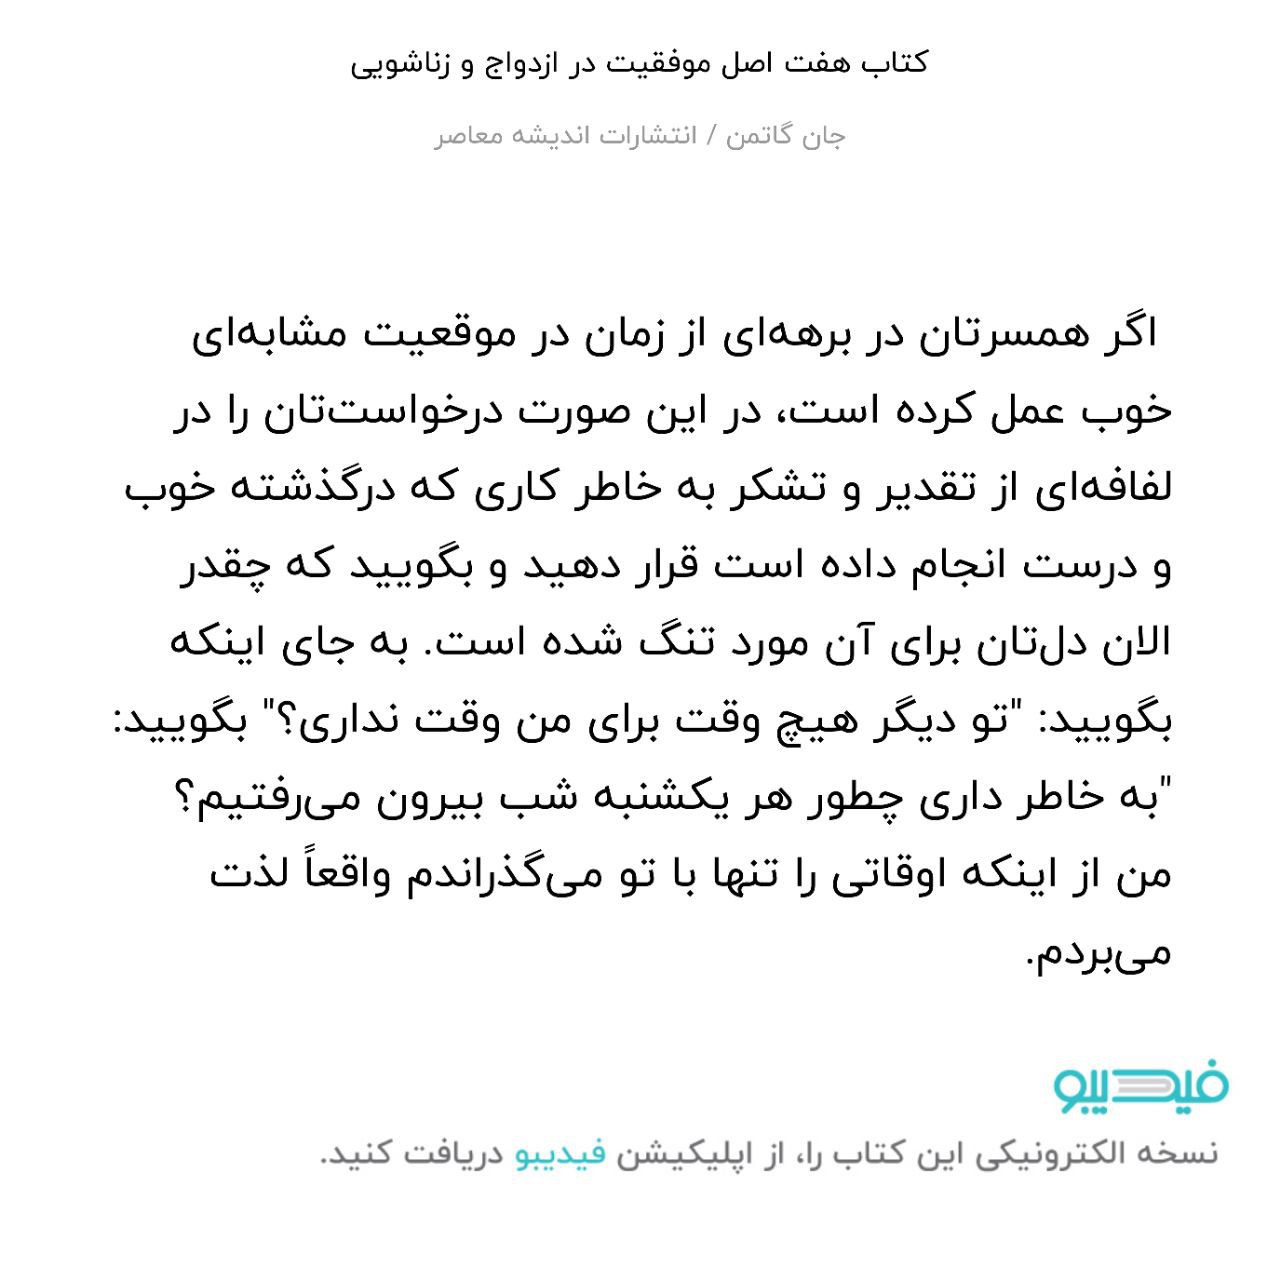 کتاب هفت اصل موفقیت در ازدواج و زناشویی
جان گاتمن / انتشارات اندیشه معاصر
اگر همسرتان در برهه‌ای از زمان در موقعیت مشابه‌ای
خوب عمل کرده است، در این صورت درخواست‌تان را در
لفافه‌ای از تقدیر و تشکر به خاطر کاری که درگذشته خوب
و درست انجام داده است قرار دهید و بگویید که چقدر
الان دل‌تان برای آن مورد تنگ شده است. به جای اینکه
بگویید: "تو دیگر هیچ وقت برای من وقت نداری؟" بگویید:
"به خاطر داری چطور هر یکشنبه شب بیرون می‌رفتیم؟
من از اینکه اوقاتی را تنها با تو می‌گذراندم واقعاً لذت
می‌بردم.
فیدیبو
نسخه الکترونیکی این کتاب را، از اپلیکیشن فیدیبو دریافت کنید.